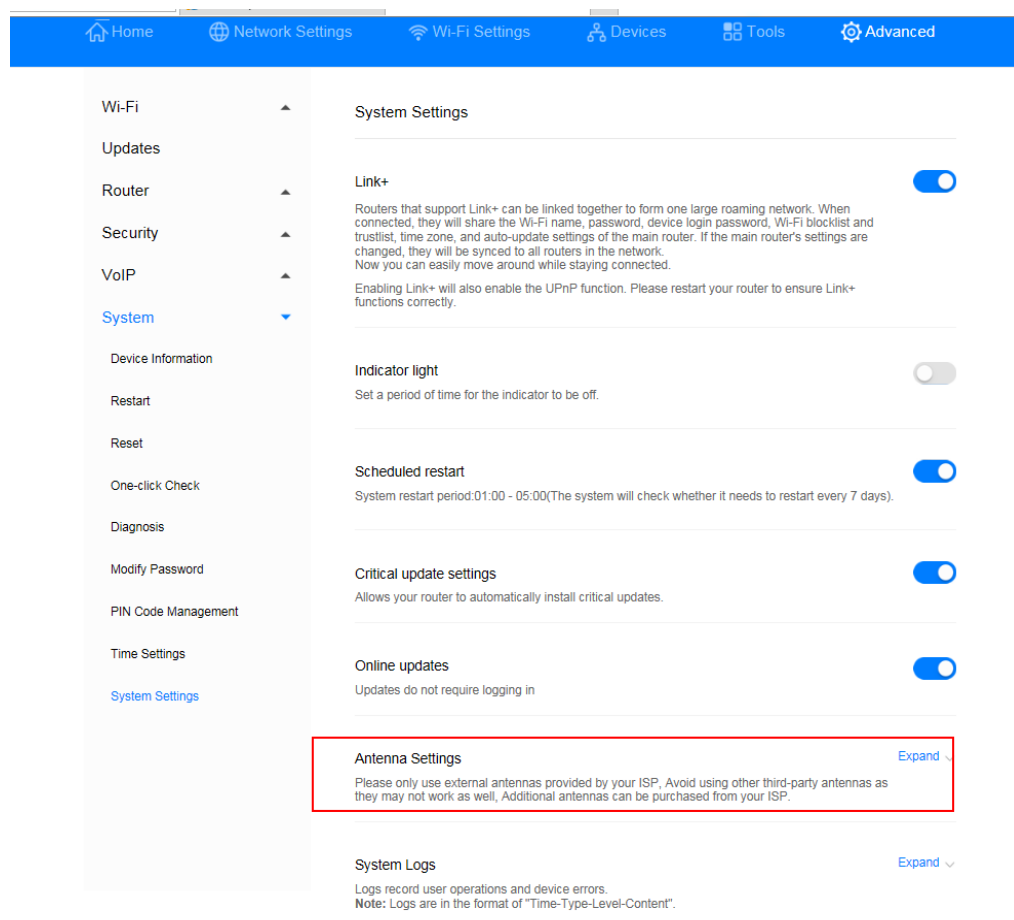 Home
Network Settings
Wi-Fi Settings
Devices
Tools
Advanced
Wi-Fi
Updates
Router
Security
VoIP
System
Device Information
Restart
Reset
One-click Check
Diagnosis
Modify Password
PIN Code Management
Time Settings
System Settings
System Settings
Link+
Routers that support Link+ can be linked together to form one large roaming network. When
connected, they will share the Wi-Fi name, password, device login password, Wi-Fi blocklist and
trustlist, time zone, and auto-update settings of the main router. If the main router's settings are
changed, they will be synced to all routers in the network.
Now you can easily move around while staying connected.
Enabling Link+ will also enable the UPnP function. Please restart your router to ensure Link+
functions correctly.
Indicator light
Set a period of time for the indicator to be off.
Scheduled restart
System restart period:01:00 - 05:00(The system will check whether it needs to restart every 7 days).
Critical update settings
Allows your router to automatically install critical updates.
Online updates
Updates do not require logging in
Antenna Settings
Expand
Please only use external antennas provided by your ISP, Avoid using other third-party antennas as
they may not work as well, Additional antennas can be purchased from your ISP.
System Logs
Expand
Logs record user operations and device errors.
Note: Logs are in the format of "Time-Type-Level-Content".